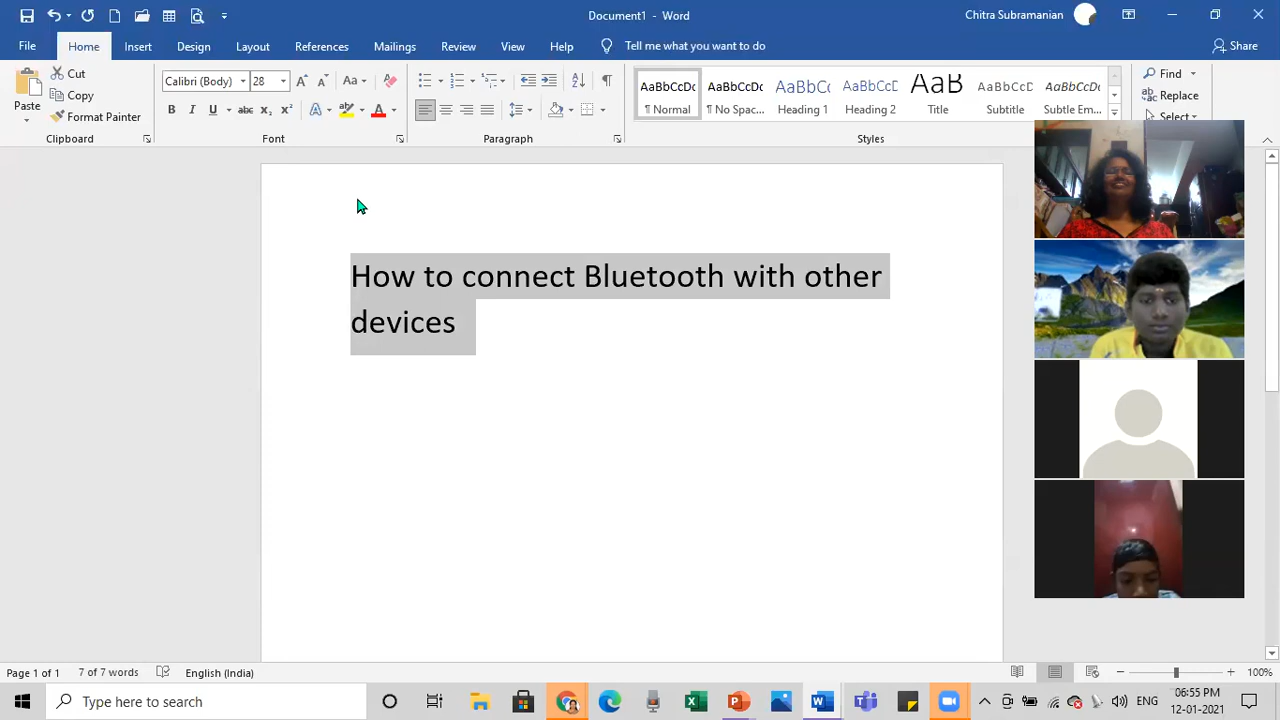 Document1 - Word
Chitra Subramanian
File Home Insert Design Layout References Mailings Review View Help Tell me what you want to do Share
Paste
Cut
Copy
Format Painter
Clipboard
Calibri (Body) 28
Font
Paragraph
AaBbCcDc AaBbCcDc AaBbCc AaBbCcD AaB AaBbCcD AaBbCcDc
¶ Normal ¶ No Spac... Heading 1 Heading 2 Title Subtitle Subtle Em...
Styles
Find
Replace
Select
How to connect Bluetooth with other
devices
Page 1 of 1 7 of 7 words English (India) 100%
Type here to search
ENG
06:55 PM
12-01-2021